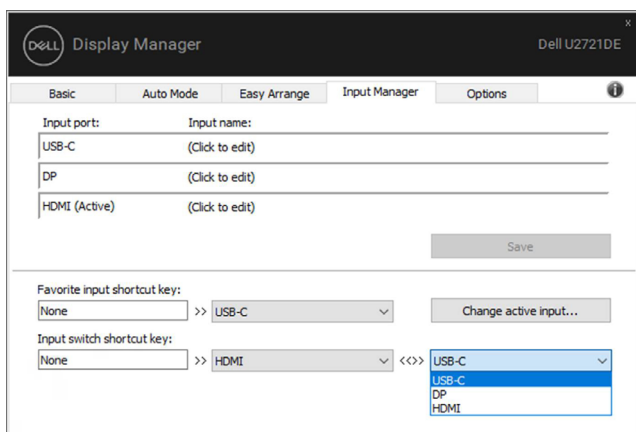 x
DELL Display Manager Dell U2721DE
Basic Auto Mode Easy Arrange Input Manager Options i
Input port: Input name:
USB-C (Click to edit)
DP (Click to edit)
HDMI (Active) (Click to edit)
Save
Favorite input shortcut key:
None >> USB-C Change active input...
Input switch shortcut key:
None >> HDMI <<>> USB-C
USB-C
DP
HDMI